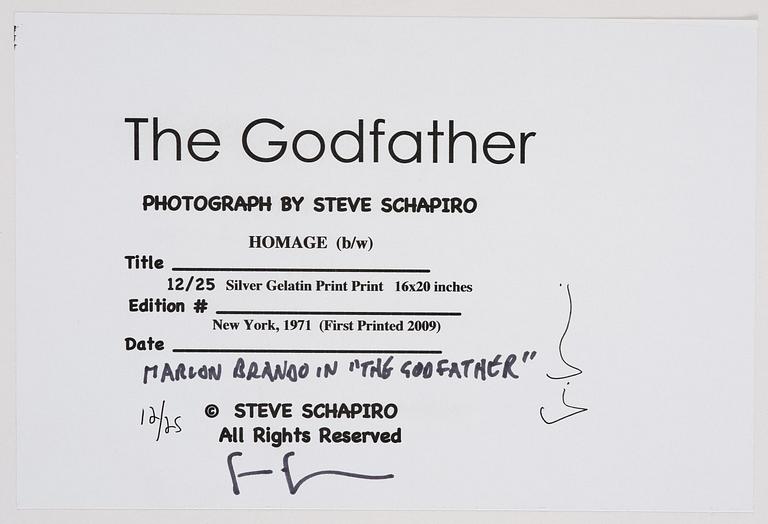 The Godfather
PHOTOGRAPH BY STEVE SCHAPIRO
HOMAGE (b/w)
Title
12/25 Silver Gelatin Print Print 16x20 inches
Edition #
New York, 1971 (First Printed 2009)
Date
MARLON BRANDO IN "THE GODFATHER"
12/25 © STEVE SCHAPIRO
All Rights Reserved